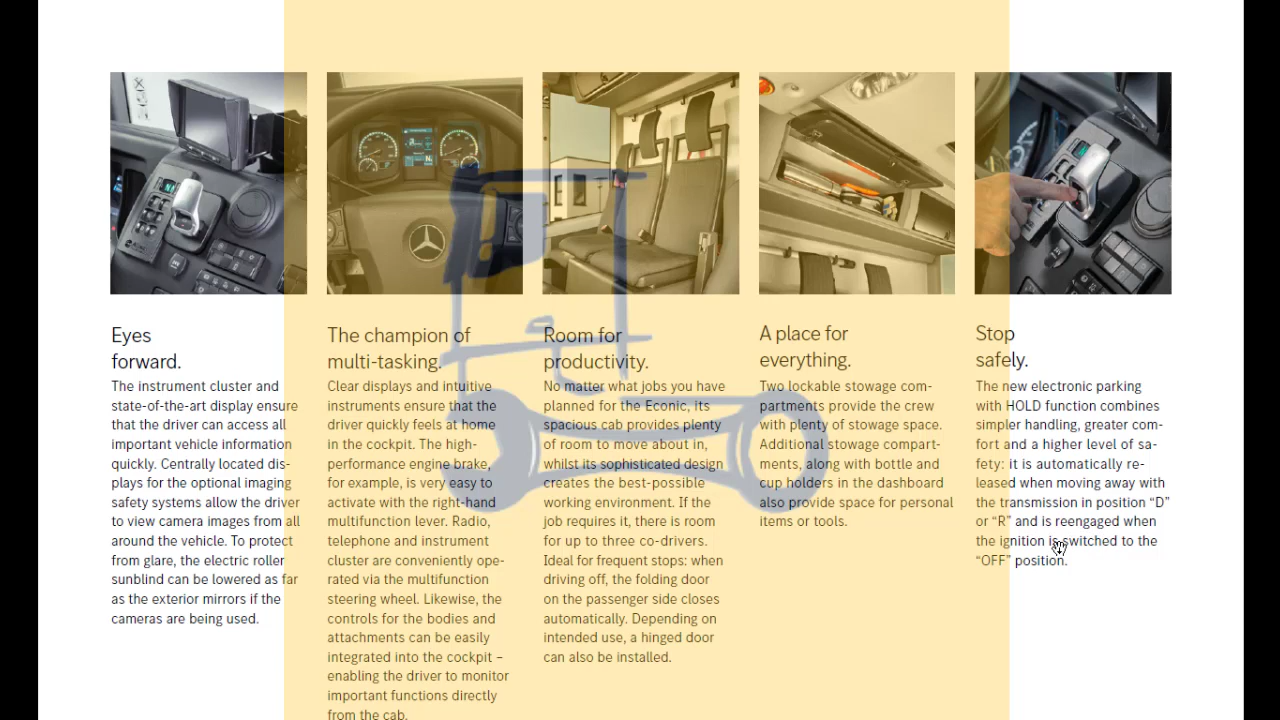 Eyes
forward.
The instrument cluster and
state-of-the-art display ensure
that the driver can access all
important vehicle information
quickly. Centrally located dis-
plays for the optional imaging
safety systems allow the driver
to view camera images from all
around the vehicle. To protect
from glare, the electric roller
sunblind can be lowered as far
as the exterior mirrors if the
cameras are being used.
The champion of
multi-tasking.
Clear displays and intuitive
instruments ensure that the
driver quickly feels at home
in the cockpit. The high-
performance engine brake,
for example, is very easy to
activate with the right-hand
multifunction lever. Radio,
telephone and instrument
cluster are conveniently ope-
rated via the multifunction
steering wheel. Likewise, the
controls for the bodies and
attachments can be easily
integrated into the cockpit –
enabling the driver to monitor
important functions directly
from the cab.
Room for
productivity.
No matter what jobs you have
planned for the Econic, its
spacious cab provides plenty
of room to move about in,
whilst its sophisticated design
creates the best-possible
working environment. If the
job requires it, there is room
for up to three co-drivers.
Ideal for frequent stops: when
driving off, the folding door
on the passenger side closes
automatically. Depending on
intended use, a hinged door
can also be installed.
A place for
everything.
Two lockable stowage com-
partments provide the crew
with plenty of stowage space.
Additional stowage compart-
ments, along with bottle and
cup holders in the dashboard
also provide space for personal
items or tools.
Stop
safely.
The new electronic parking
with HOLD function combines
simpler handling, greater com-
fort and a higher level of sa-
fety: it is automatically re-
leased when moving away with
the transmission in position “D”
or “R” and is reengaged when
the ignition is switched to the
“OFF” position.